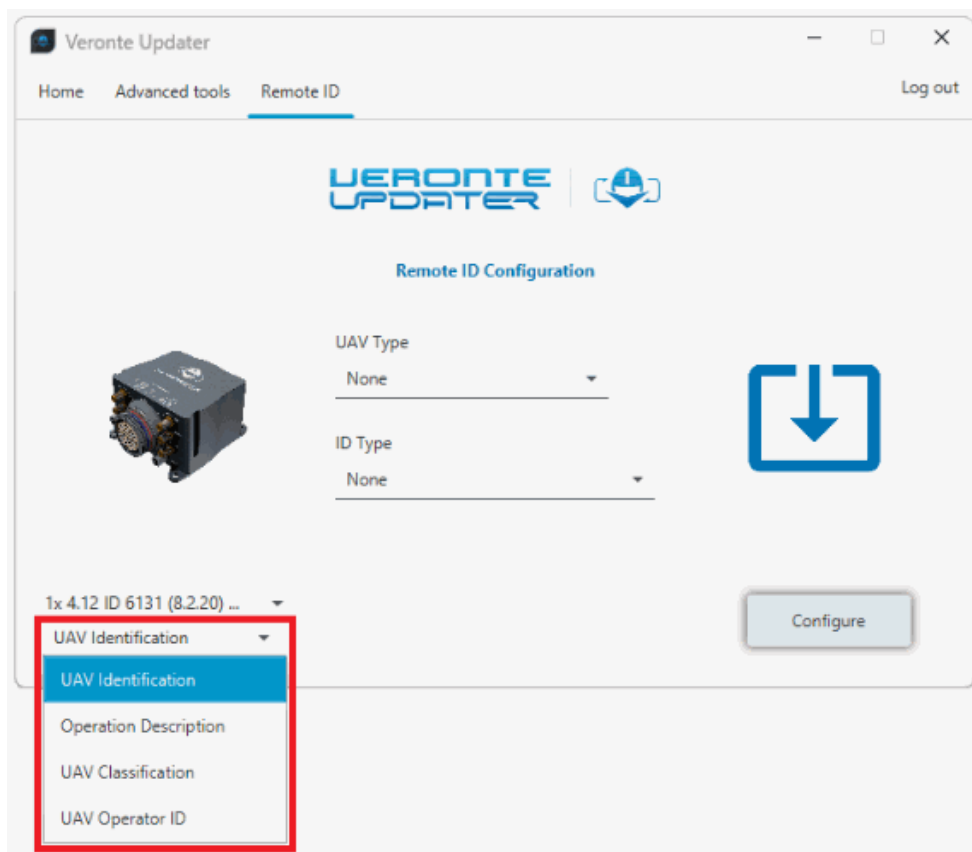 Veronte Updater
Home Advanced tools Remote ID Log out
VERONTE
UPDATER
Remote ID Configuration
UAV Type
None
ID Type
None
1x 4.12 ID 6131 (8.2.20) ...
UAV Identification
Configure
UAV Identification
Operation Description
UAV Classification
UAV Operator ID